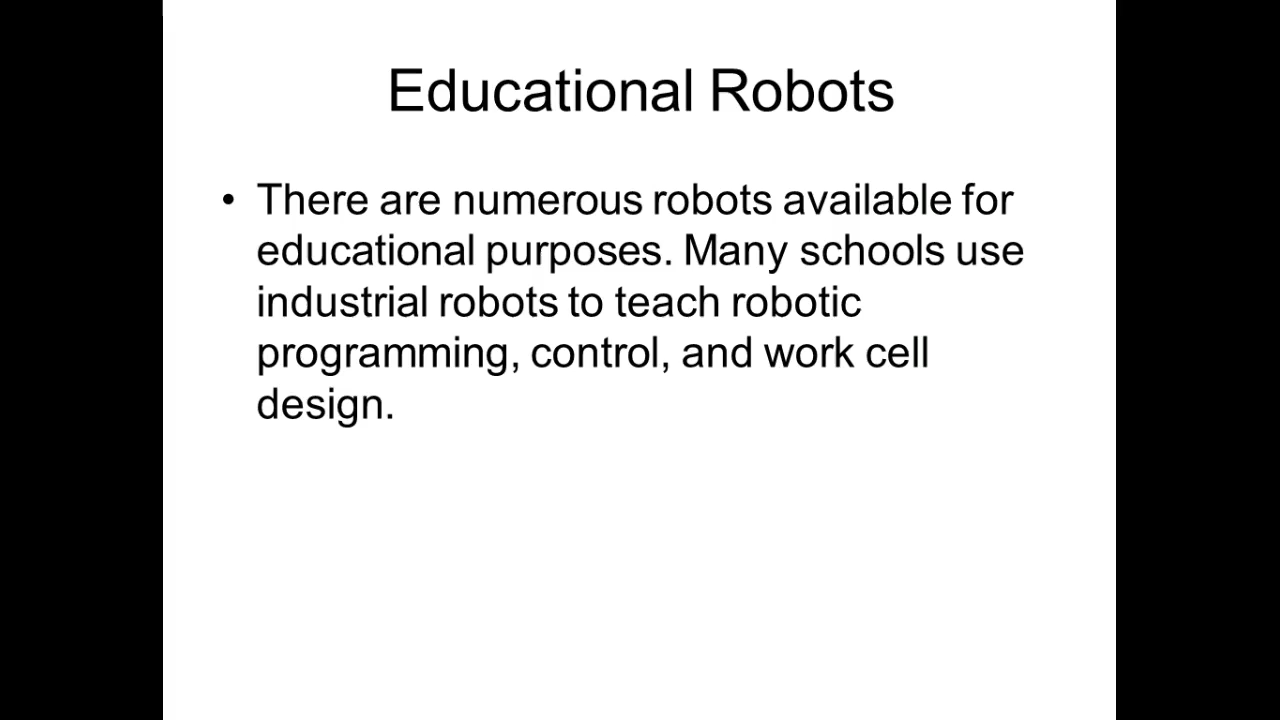 Educational Robots
• There are numerous robots available for
educational purposes. Many schools use
industrial robots to teach robotic
programming, control, and work cell
design.